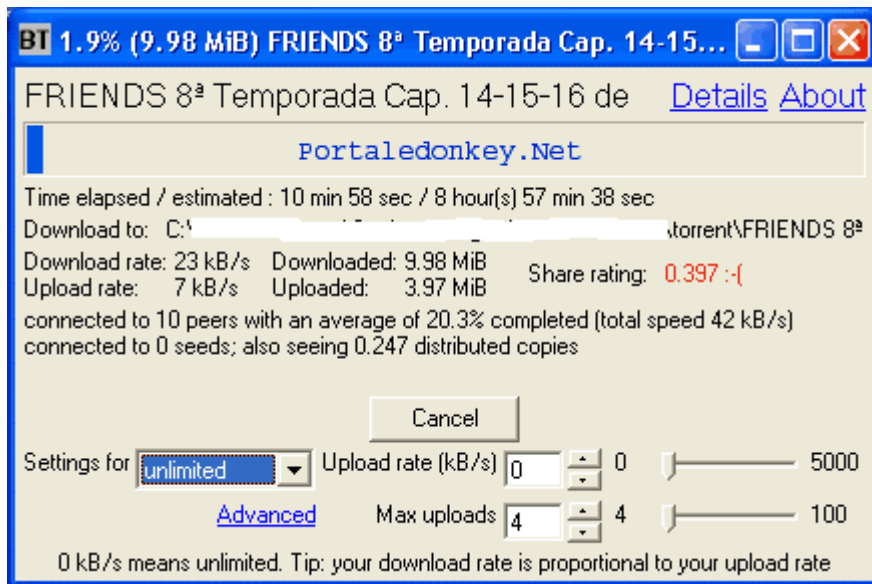 BT 1.9% (9.98 MiB) FRIENDS 8ª Temporada Cap. 14-15...
FRIENDS 8ª Temporada Cap. 14-15-16 de Details About
Portaledonkey.Net
Time elapsed / estimated : 10 min 58 sec / 8 hour(s) 57 min 38 sec
Download to: C:\ \torrent\FRIENDS 8ª
Download rate: 23 kB/s Downloaded: 9.98 MiB
Upload rate: 7 kB/s Uploaded: 3.97 MiB
Share rating: 0.397 :-(
connected to 10 peers with an average of 20.3% completed (total speed 42 kB/s)
connected to 0 seeds; also seeing 0.247 distributed copies
Cancel
Settings for unlimited Upload rate (kB/s) 0 0 5000
Advanced Max uploads 4 4 100
0 kB/s means unlimited. Tip: your download rate is proportional to your upload rate